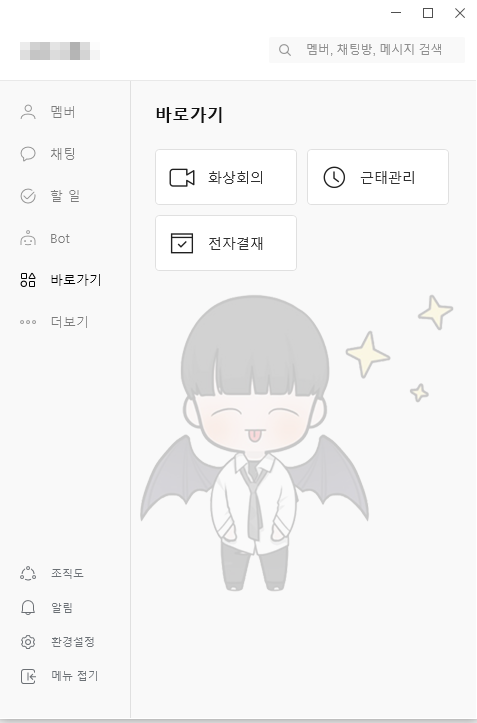 멤버, 채팅방, 메시지 검색
멤버
채팅
할 일
Bot
바로가기
더보기
조직도
알림
환경설정
메뉴 접기
바로가기
화상회의
근태관리
전자결재